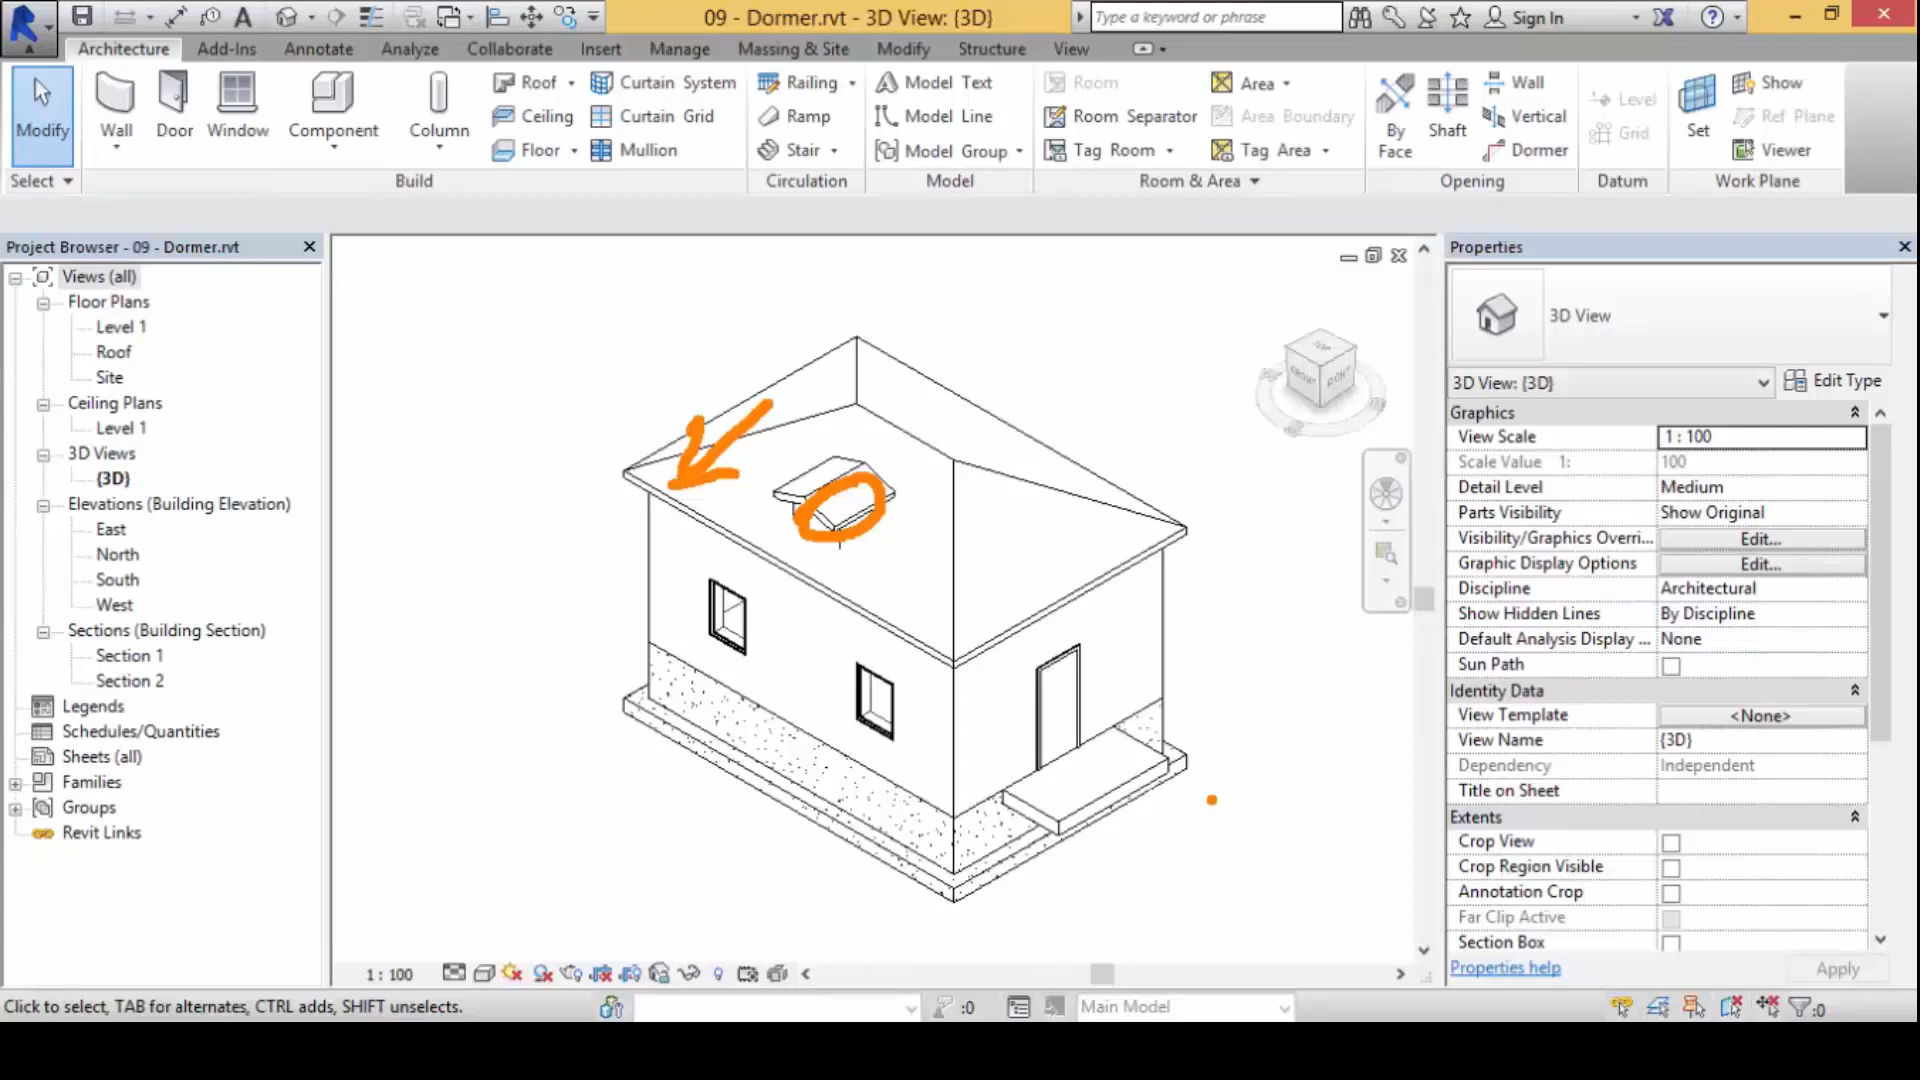 09 - Dormer.rvt - 3D View: {3D}
Type a keyword or phrase
Sign In
Architecture Add-Ins Annotate Analyze Collaborate Insert Manage Massing & Site Modify Structure View
Modify
Wall
Door
Window
Component
Column
Roof
Ceiling
Floor
Curtain System
Curtain Grid
Mullion
Railing
Ramp
Stair
Model Text
Model Line
Model Group
Room
Room Separator
Tag Room
Area
Area Boundary
Tag Area
By Face
Shaft
Wall
Vertical
Dormer
Level
Grid
Set
Show
Ref Plane
Viewer
Select Build Circulation Model Room & Area Opening Datum Work Plane
Project Browser - 09 - Dormer.rvt
Views (all)
Floor Plans
Level 1
Roof
Site
Ceiling Plans
Level 1
3D Views
{3D}
Elevations (Building Elevation)
East
North
South
West
Sections (Building Section)
Section 1
Section 2
Legends
Schedules/Quantities
Sheets (all)
Families
Groups
Revit Links
TOP
FRONT
RIGHT
1 : 100
Properties
3D View
3D View: {3D}
Edit Type
Graphics
View Scale 1 : 100
Scale Value 1: 100
Detail Level Medium
Parts Visibility Show Original
Visibility/Graphics Overri... Edit...
Graphic Display Options Edit...
Discipline Architectural
Show Hidden Lines By Discipline
Default Analysis Display ... None
Sun Path
Identity Data
View Template <None>
View Name {3D}
Dependency Independent
Title on Sheet
Extents
Crop View
Crop Region Visible
Annotation Crop
Far Clip Active
Section Box
Properties help
Apply
Click to select, TAB for alternates, CTRL adds, SHIFT unselects.
:0
Main Model
:0